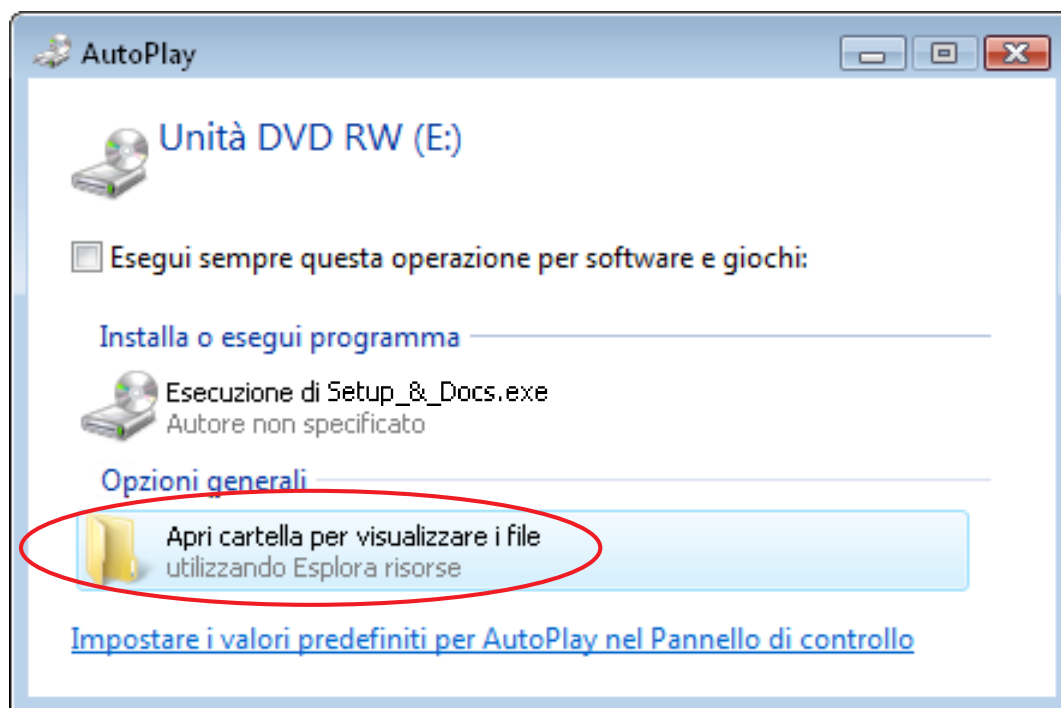 AutoPlay
Unità DVD RW (E:)
Esegui sempre questa operazione per software e giochi:
Installa o esegui programma
Esecuzione di Setup_&_Docs.exe
Autore non specificato
Opzioni generali
Apri cartella per visualizzare i file
utilizzando Esplora risorse
Impostare i valori predefiniti per AutoPlay nel Pannello di controllo